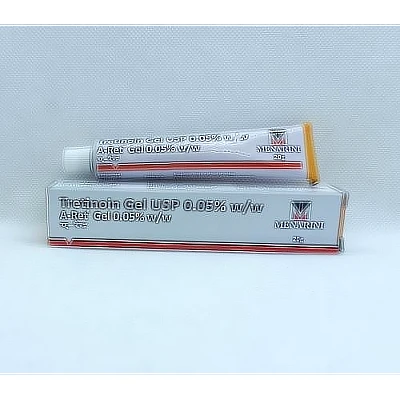 Tretinoin Gel USP 0.05% w/w
A-Ret Gel 0.05% w/w
MENARINI
20g
Tretinoin Gel USP 0.05% w/w
A-Ret Gel 0.05% w/w
MENARINI
20g